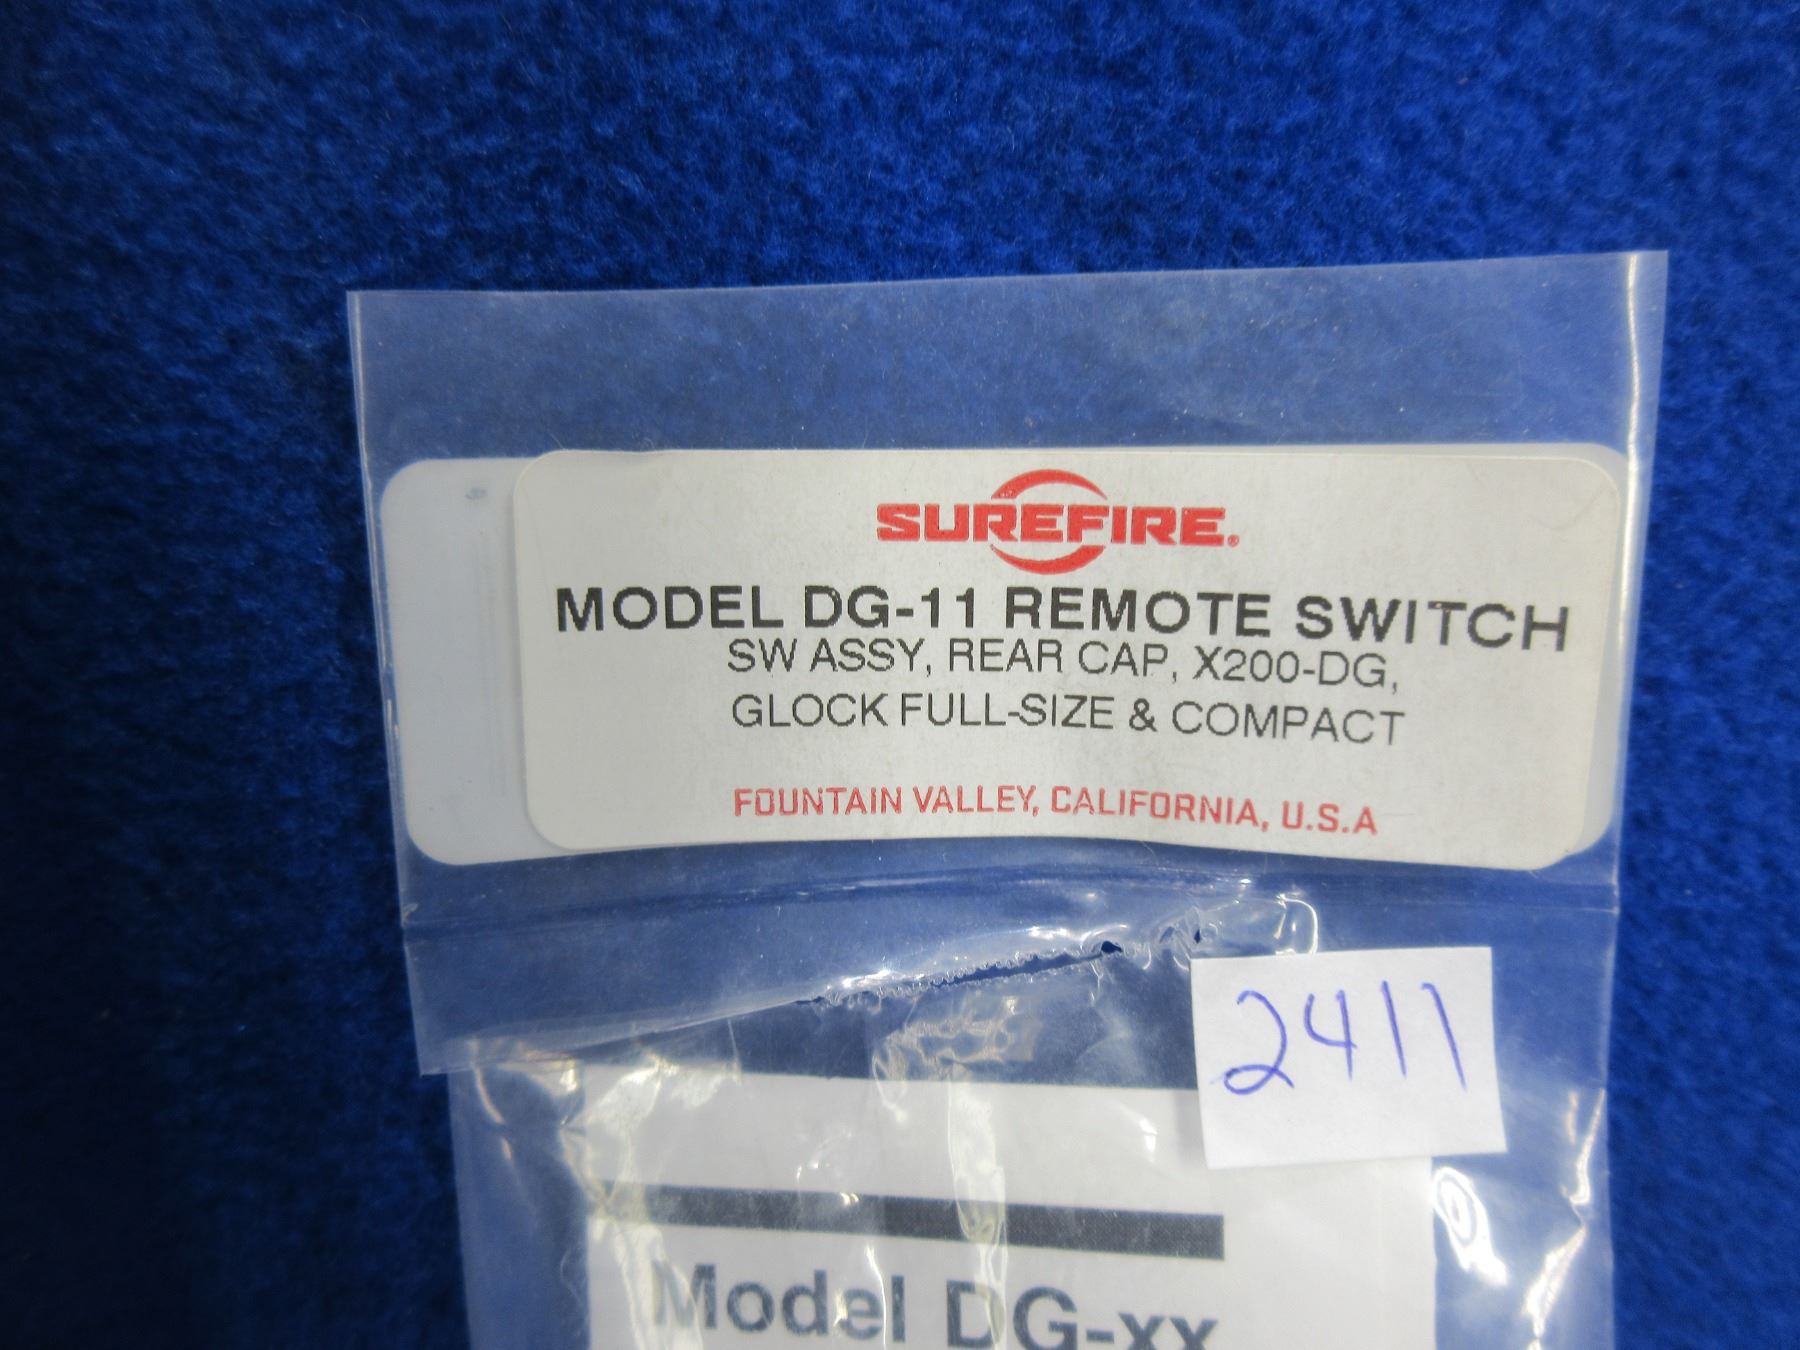 SUREFIRE®
MODEL DG-11 REMOTE SWITCH
SW ASSY, REAR CAP, X200-DG,
GLOCK FULL-SIZE & COMPACT
FOUNTAIN VALLEY, CALIFORNIA, U.S.A
2411
Model DG-xx